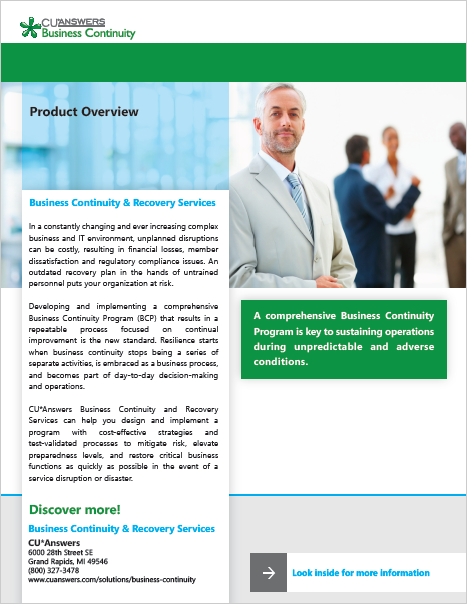 CU*ANSWERS
Business Continuity
Product Overview
Business Continuity & Recovery Services
In a constantly changing and ever increasing complex
business and IT environment, unplanned disruptions
can be costly, resulting in financial losses, member
dissatisfaction and regulatory compliance issues. An
outdated recovery plan in the hands of untrained
personnel puts your organization at risk.
Developing and implementing a comprehensive
Business Continuity Program (BCP) that results in a
repeatable process focused on continual
improvement is the new standard. Resilience starts
when business continuity stops being a series of
separate activities, is embraced as a business process,
and becomes part of day-to-day decision-making
and operations.
CU*Answers Business Continuity and Recovery
Services can help you design and implement a
program with cost-effective strategies and
test-validated processes to mitigate risk, elevate
preparedness levels, and restore critical business
functions as quickly as possible in the event of a
service disruption or disaster.
A comprehensive Business Continuity
Program is key to sustaining operations
during unpredictable and adverse
conditions.
Discover more!
Business Continuity & Recovery Services
CU*Answers
6000 28th Street SE
Grand Rapids, MI 49546
(800) 327-3478
www.cuanswers.com/solutions/business-continuity
Look inside for more information